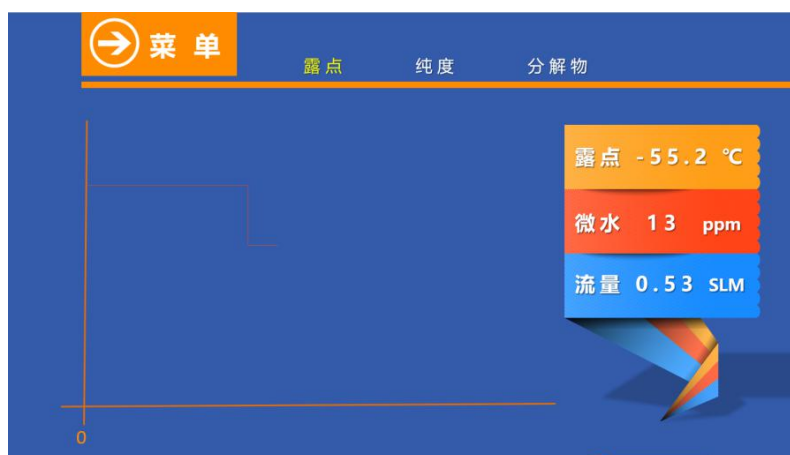 菜单
露点 纯度 分解物
露点 -55.2 ℃
微水 13 ppm
流量 0.53 SLM
0